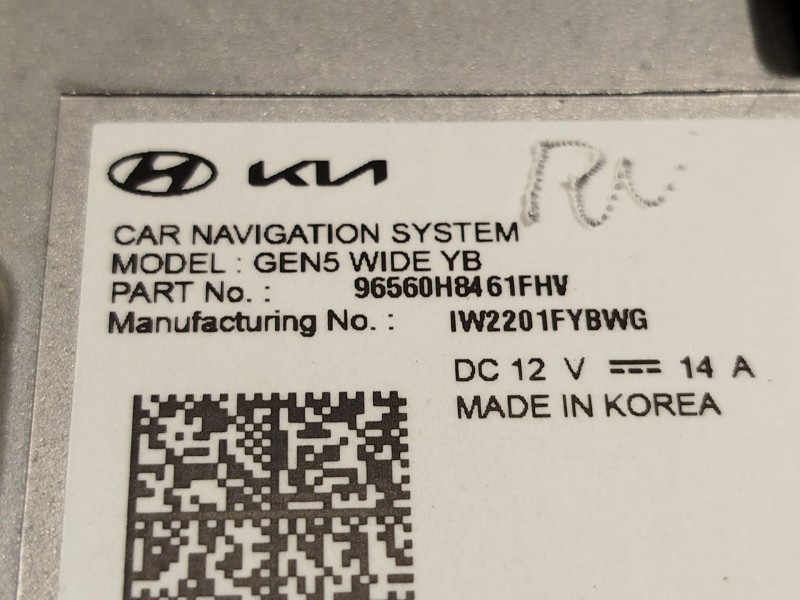 KIA
CAR NAVIGATION SYSTEM
MODEL : GEN5 WIDE YB
PART No. : 96560H8461FHV
Manufacturing No. : IW2201FYBWG
DC 12 V ⎓ 14 A
MADE IN KOREA